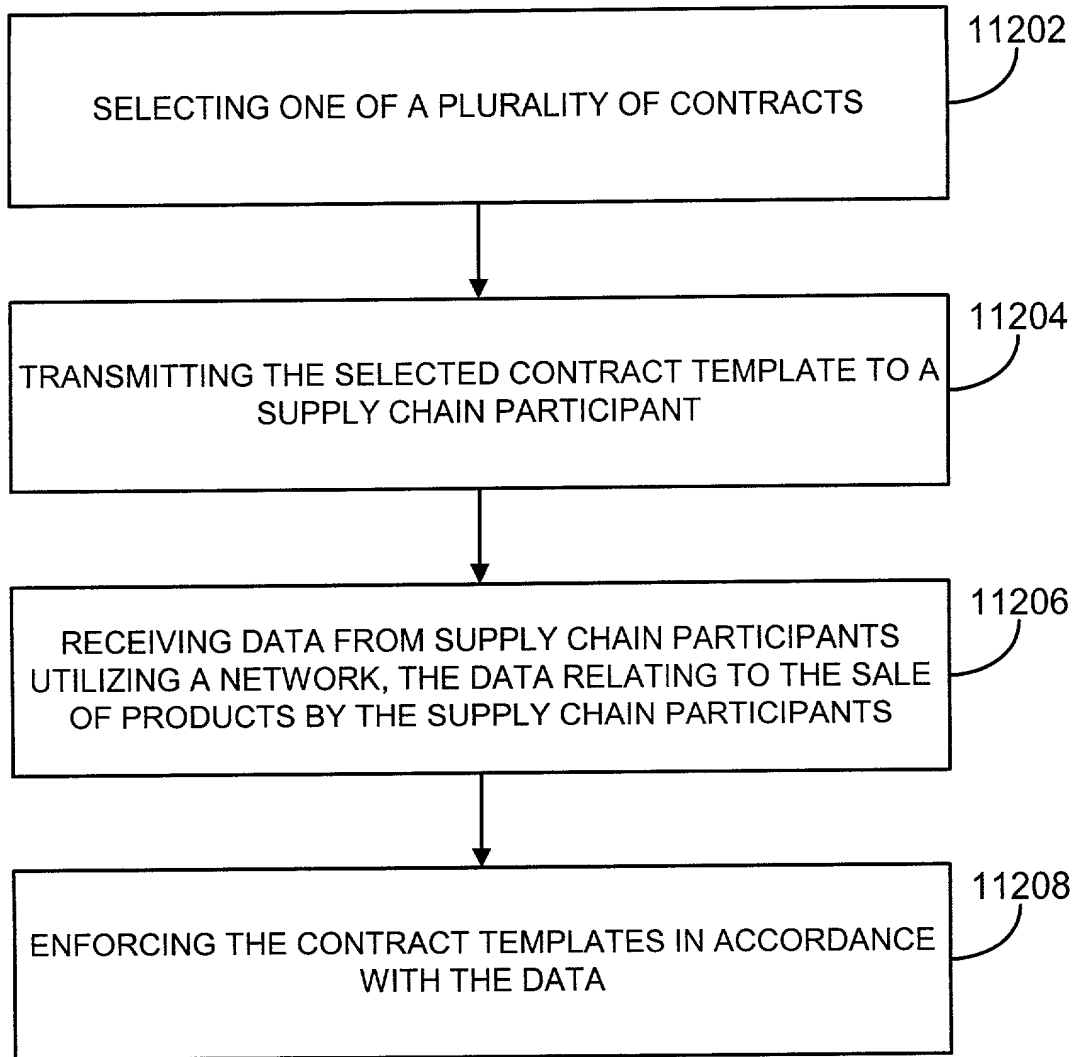 11202
SELECTING ONE OF A PLURALITY OF CONTRACTS
11204
TRANSMITTING THE SELECTED CONTRACT TEMPLATE TO A
SUPPLY CHAIN PARTICIPANT
11206
RECEIVING DATA FROM SUPPLY CHAIN PARTICIPANTS
UTILIZING A NETWORK, THE DATA RELATING TO THE SALE
OF PRODUCTS BY THE SUPPLY CHAIN PARTICIPANTS
11208
ENFORCING THE CONTRACT TEMPLATES IN ACCORDANCE
WITH THE DATA